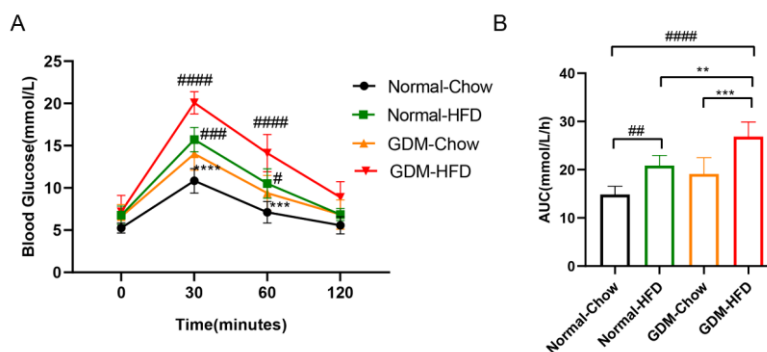 A
Blood Glucose(mmol/L)
25
20
15
10
5
0
####
###
####
****
#
***
0
30
60
120
Time(minutes)
Normal-Chow
Normal-HFD
GDM-Chow
GDM-HFD
B
AUC(mmol/L/h)
40
30
20
10
0
####
**
***
##
Normal-Chow
Normal-HFD
GDM-Chow
GDM-HFD